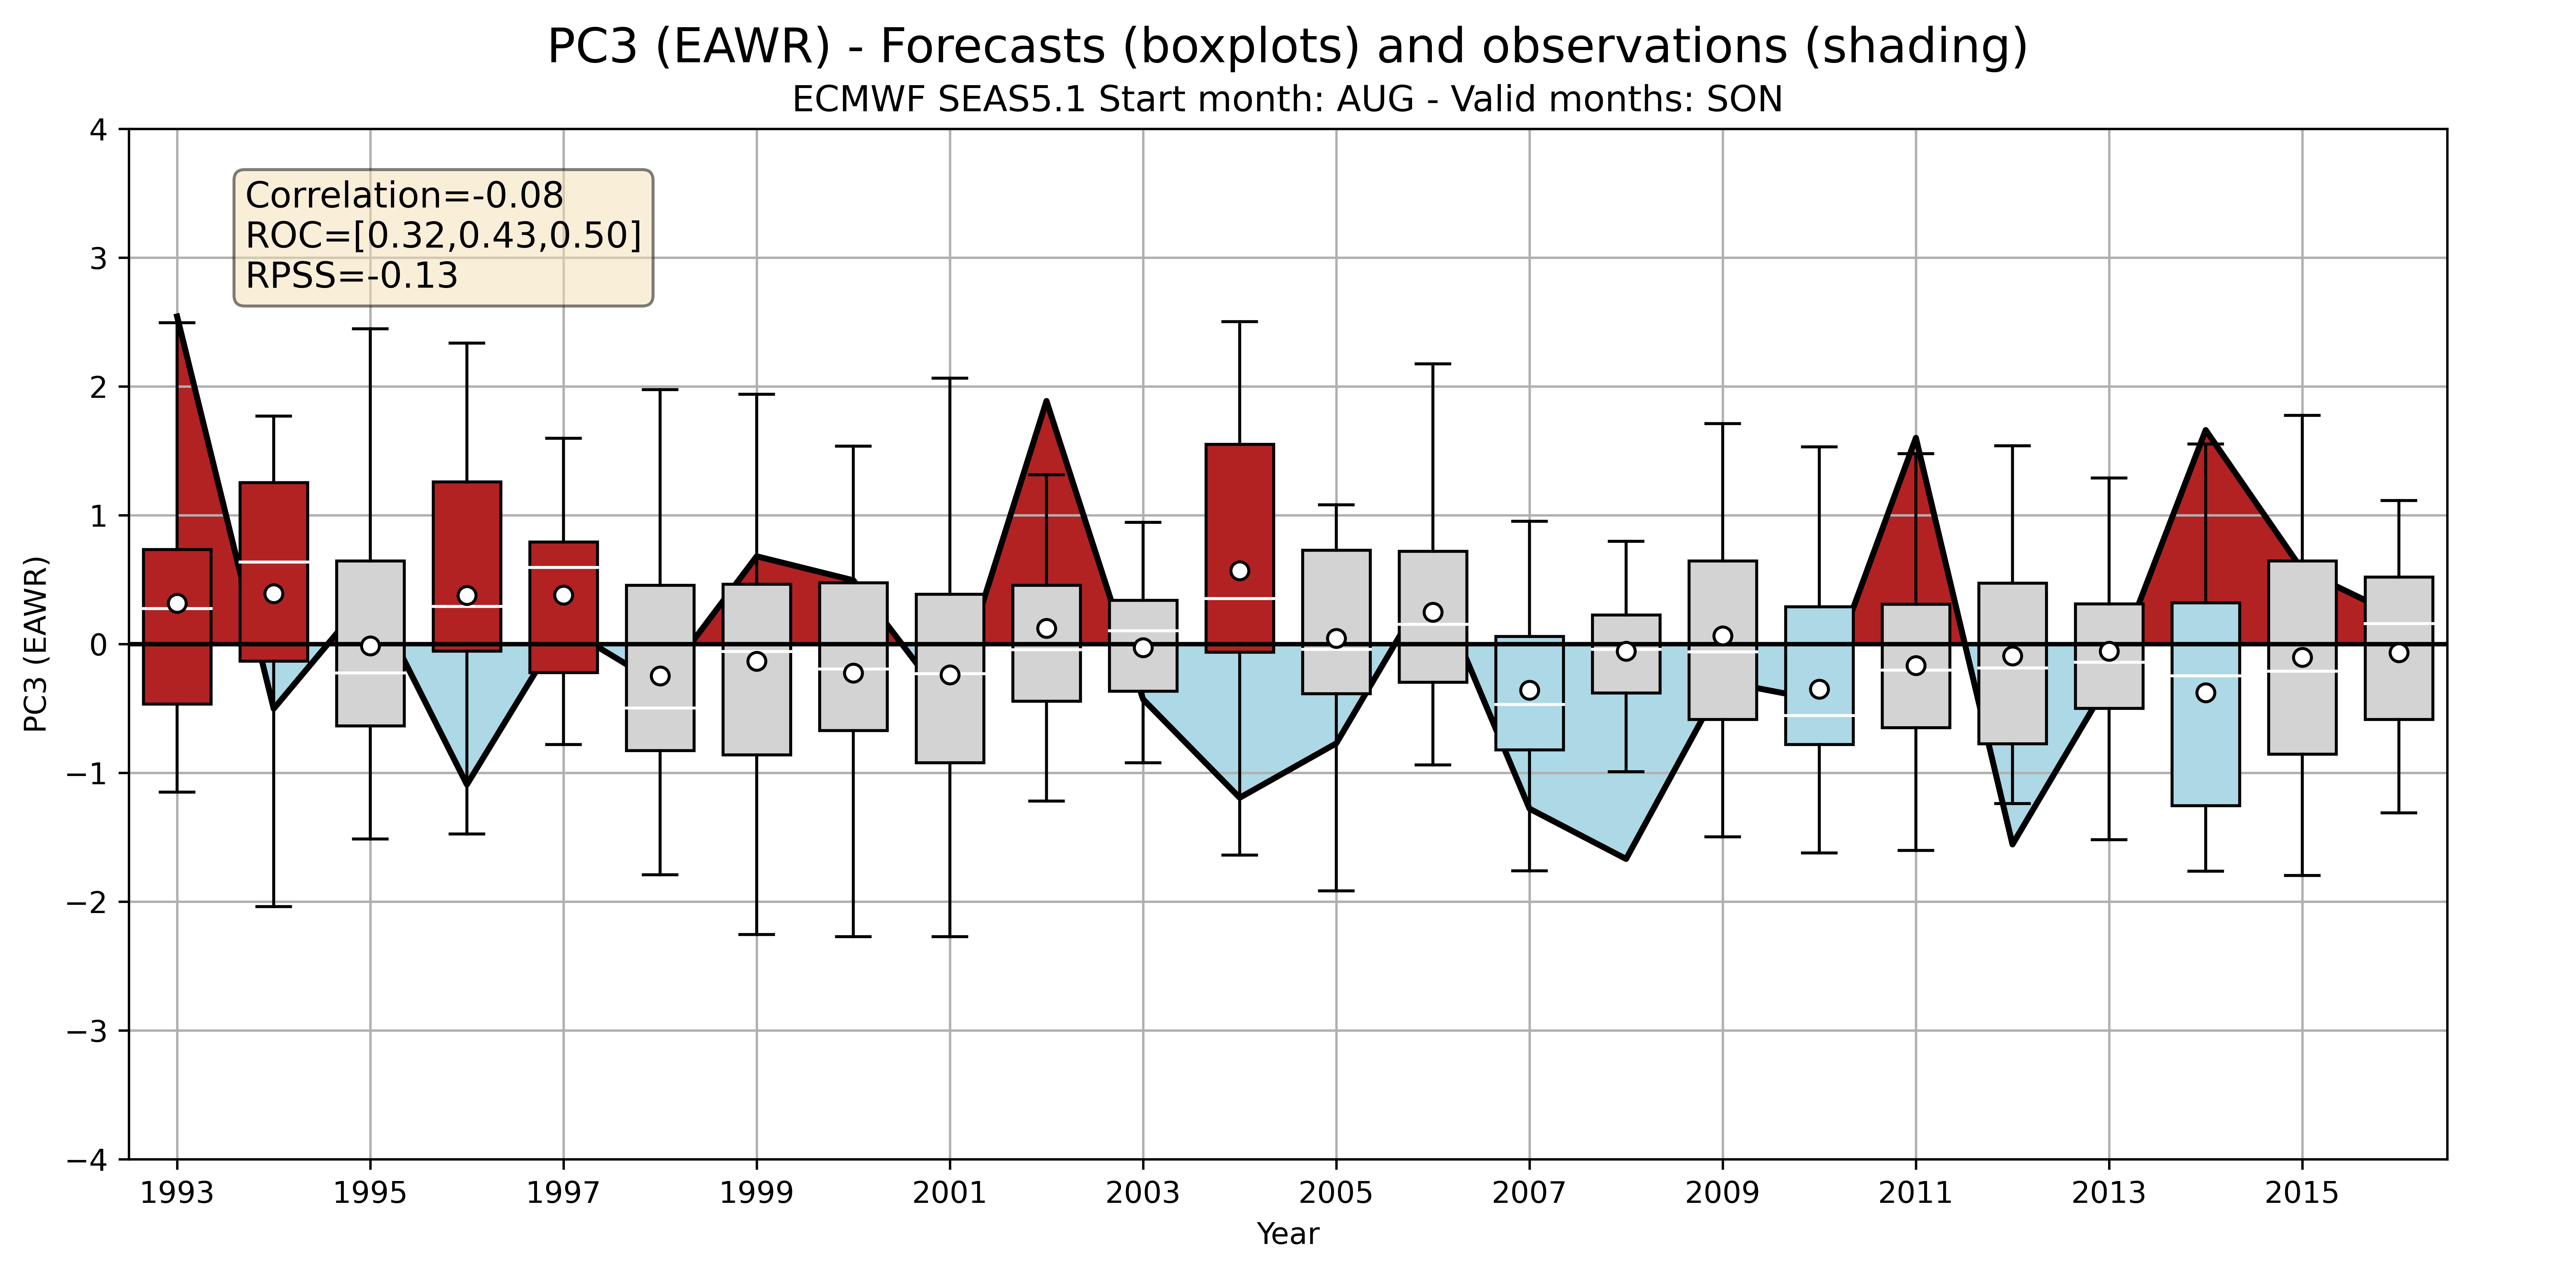 PC3 (EAWR) - Forecasts (boxplots) and observations (shading)
ECMWF SEAS5.1 Start month: AUG - Valid months: SON
Correlation=-0.08
ROC=[0.32,0.43,0.50]
RPSS=-0.13
PC3 (EAWR)
4
3
2
1
0
−1
−2
−3
−4
1993 1995 1997 1999 2001 2003 2005 2007 2009 2011 2013 2015
Year